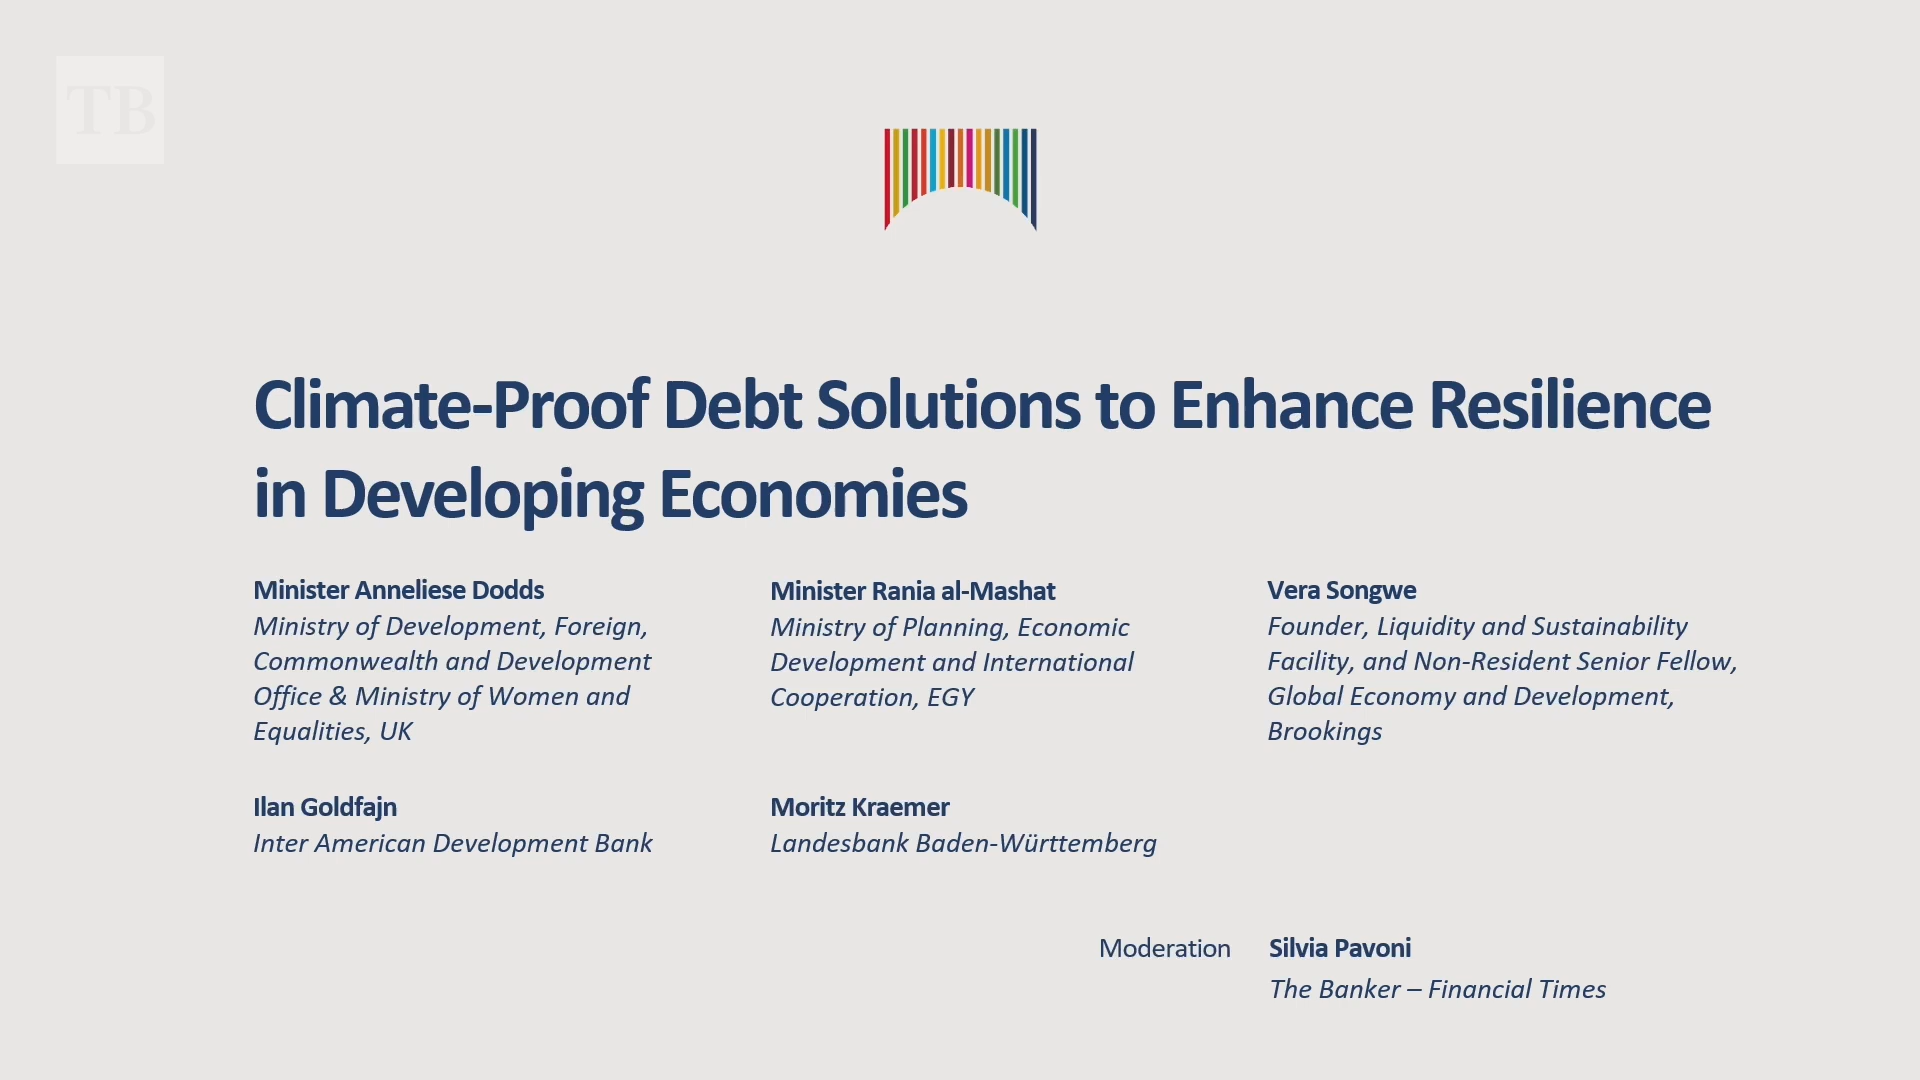 TB
Climate-Proof Debt Solutions to Enhance Resilience
in Developing Economies
Minister Anneliese Dodds
Ministry of Development, Foreign,
Commonwealth and Development
Office & Ministry of Women and
Equalities, UK
Minister Rania al-Mashat
Ministry of Planning, Economic
Development and International
Cooperation, EGY
Vera Songwe
Founder, Liquidity and Sustainability
Facility, and Non-Resident Senior Fellow,
Global Economy and Development,
Brookings
Ilan Goldfajn
Inter American Development Bank
Moritz Kraemer
Landesbank Baden-Württemberg
Moderation
Silvia Pavoni
The Banker – Financial Times